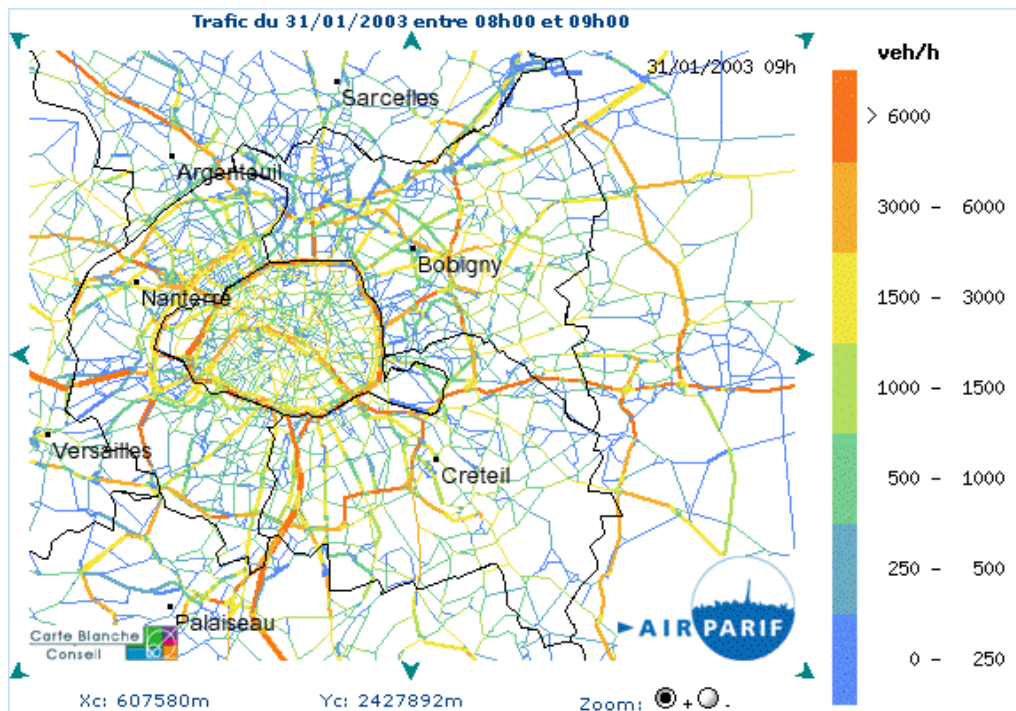 Trafic du 31/01/2003 entre 08h00 et 09h00
31/01/2003 09h
veh/h
Sarcelles
> 6000
Argenteuil
3000 - 6000
Bobigny
Nanterre
1500 - 3000
1000 - 1500
Versailles
Creteil
500 - 1000
250 - 500
Palaiseau
AIRPARIF
Carte Blanche
Conseil
0 - 250
Xc: 607580m Yc: 2427892m Zoom: + -